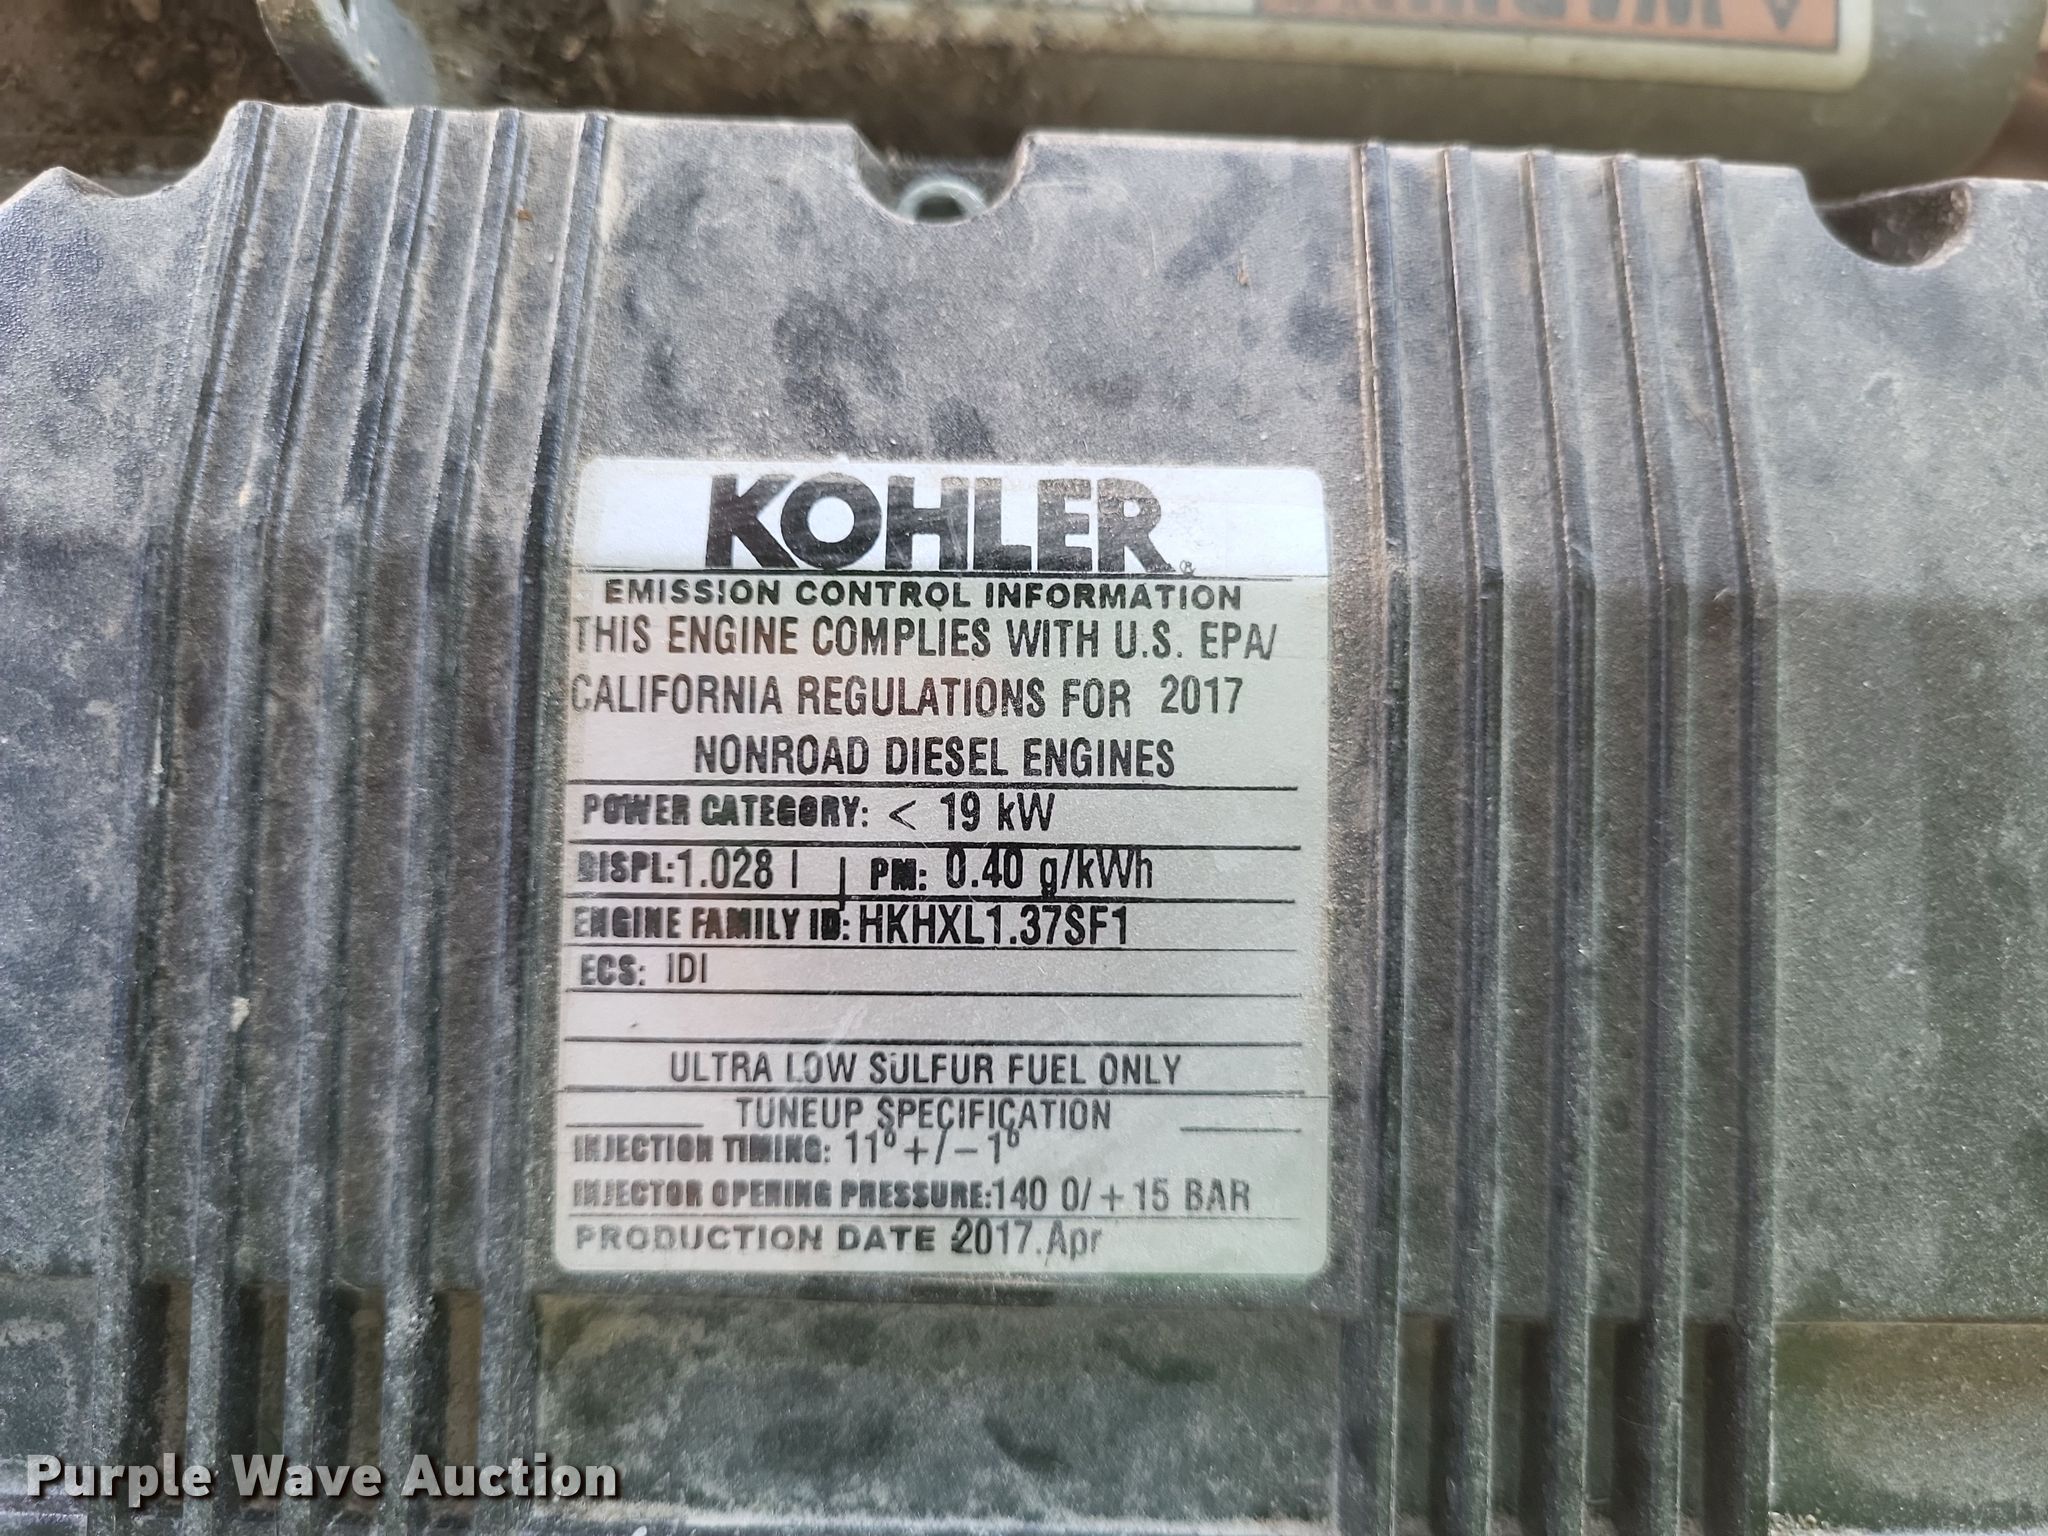 WARNING
KOHLER®
EMISSION CONTROL INFORMATION
THIS ENGINE COMPLIES WITH U.S. EPA/
CALIFORNIA REGULATIONS FOR 2017
NONROAD DIESEL ENGINES
POWER CATEGORY: < 19 kW
DISPL: 1.028 l | PM: 0.40 g/kWh
ENGINE FAMILY ID: HKHXL1.37SF1
ECS: IDI
ULTRA LOW SULFUR FUEL ONLY
TUNEUP SPECIFICATION
INJECTION TIMING: 11º +/- 1º
INJECTOR OPENING PRESSURE: 140 0/ +15 BAR
PRODUCTION DATE : 2017.Apr
Purple Wave Auction